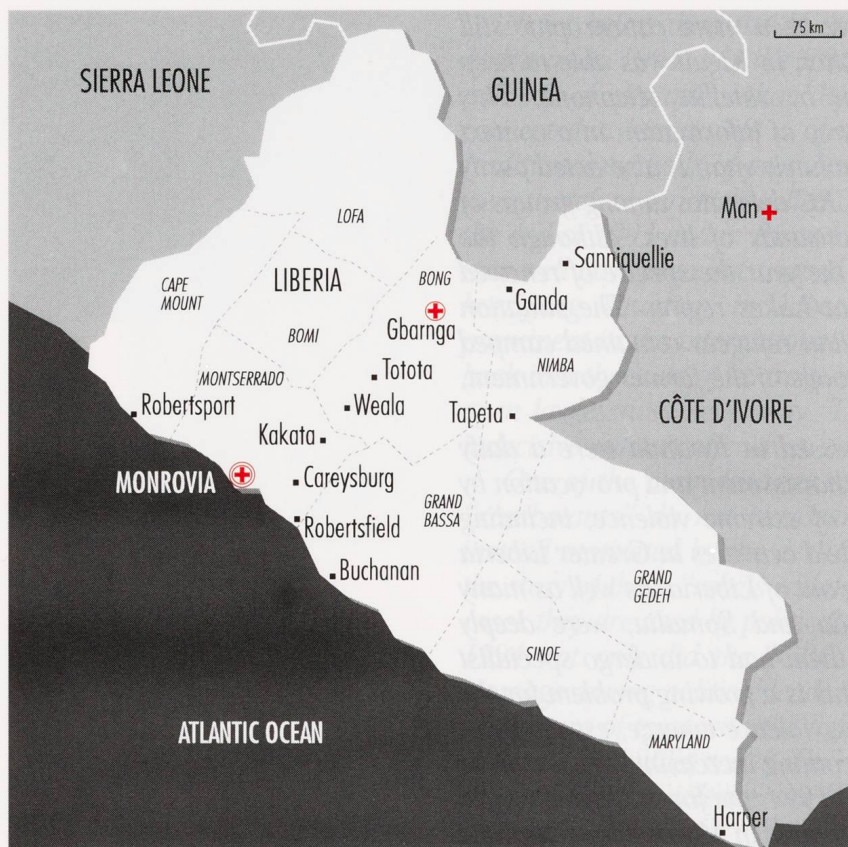 75 km
SIERRA LEONE
GUINEA
Man
LOFA
Sanniquellie
CAPE
MOUNT
LIBERIA
BONG
Ganda
Gbarnga
BOMI
NIMBA
Totota
MONTSERRADO
Robertsport
Weala
Tapeta
CÔTE D'IVOIRE
Kakata
MONROVIA
Careysburg
GRAND
BASSA
Robertsfield
Buchanan
GRAND
GEDEH
SINOE
ATLANTIC OCEAN
MARYLAND
Harper